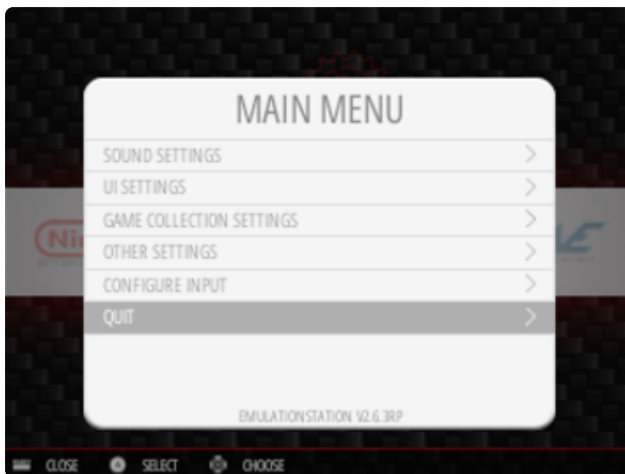 MAIN MENU
SOUND SETTINGS
UI SETTINGS
GAME COLLECTION SETTINGS
OTHER SETTINGS
CONFIGURE INPUT
QUIT
EMULATIONSTATION V2.6.3RP
CLOSE SELECT CHOOSE